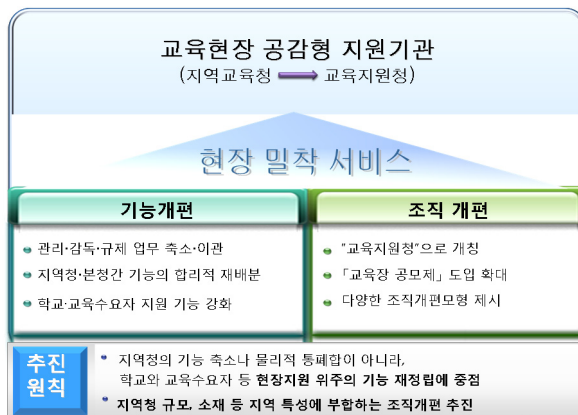 교육현장 공감형 지원기관
(지역교육청 → 교육지원청)
현장 밀착 서비스
기능개편
관리·감독·규제 업무 축소·이관
지역청·본청간 기능의 합리적 재배분
학교·교육수요자 지원 기능 강화
조직 개편
"교육지원청"으로 개칭
「교육장 공모제」 도입 확대
다양한 조직개편모형 제시
추진
원칙
• 지역청의 기능 축소나 물리적 통폐합이 아니라,
학교와 교육수요자 등 현장지원 위주의 기능 재정립에 중점
• 지역청 규모, 소재 등 지역 특성에 부합하는 조직개편 추진